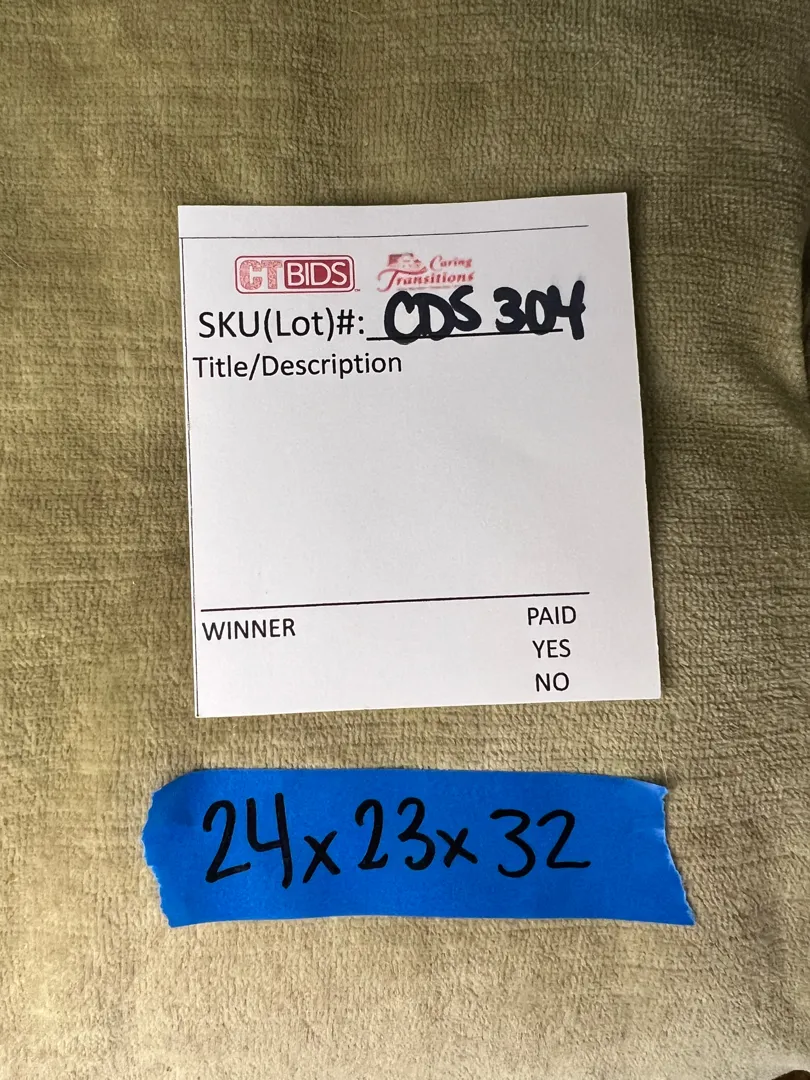 CTBIDS Caring
Transitions
SKU(Lot)#: CDS 304
Title/Description
WINNER PAID
YES
NO
24x23x32